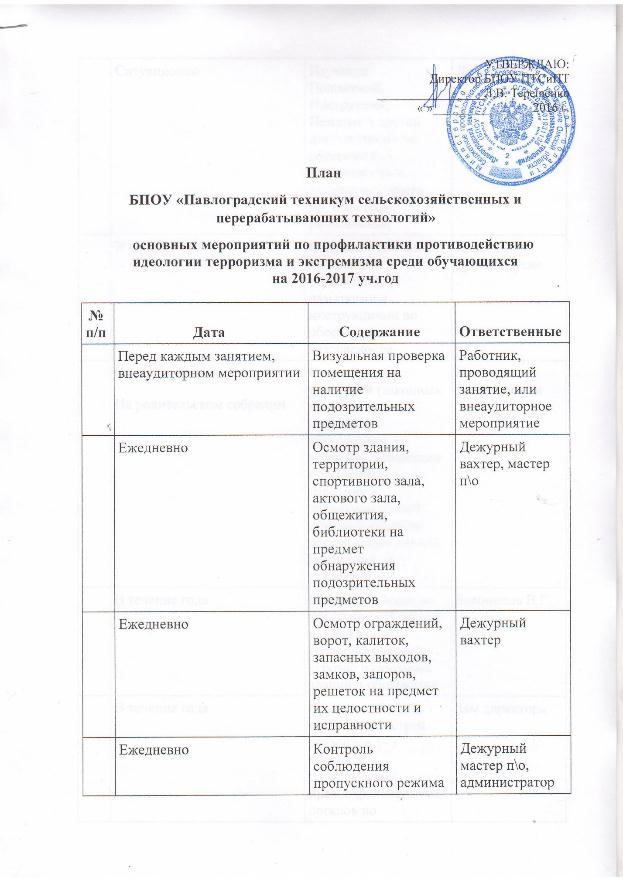 УТВЕРЖДАЮ:
Директор БПОУ ПТСиПТ
2016 г.
План
БПОУ «Павлоградский техникум сельскохозяйственных и
перерабатывающих технологий»
основных мероприятий по профилактики противодействию
идеологии терроризма и экстремизма среди обучающихся
на 2016-2017 уч.год
№
п/п Дата Содержание Ответственные
Перед каждым занятием,
внеаудиторном мероприятии
Визуальная проверка
помещения на
наличие
подозрительных
предметов
Работник,
проводящий
занятие, или
внеаудиторное
мероприятие
Ежедневно
Осмотр здания,
территории,
спортивного зала,
актового зала,
общежития,
библиотеки на
предмет
обнаружения
подозрительных
предметов
Дежурный
вахтер, мастер
п\о
Ежедневно
Осмотр ограждений,
ворот, калиток,
запасных выходов,
замков, запоров,
решеток на предмет
их целостности и
исправности
Дежурный
вахтер
Ежедневно
Контроль
соблюдения
пропускного режима
Дежурный
мастер п\о,
администратор